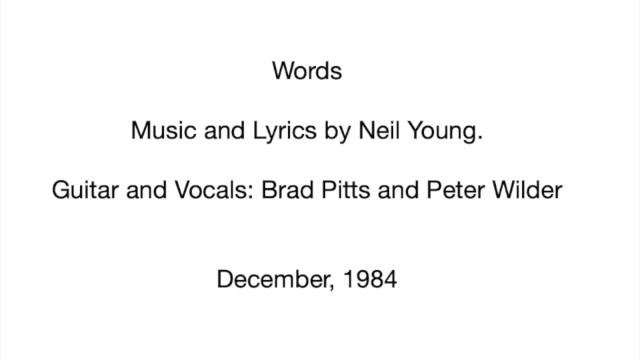 Words
Music and Lyrics by Neil Young.
Guitar and Vocals: Brad Pitts and Peter Wilder
December, 1984